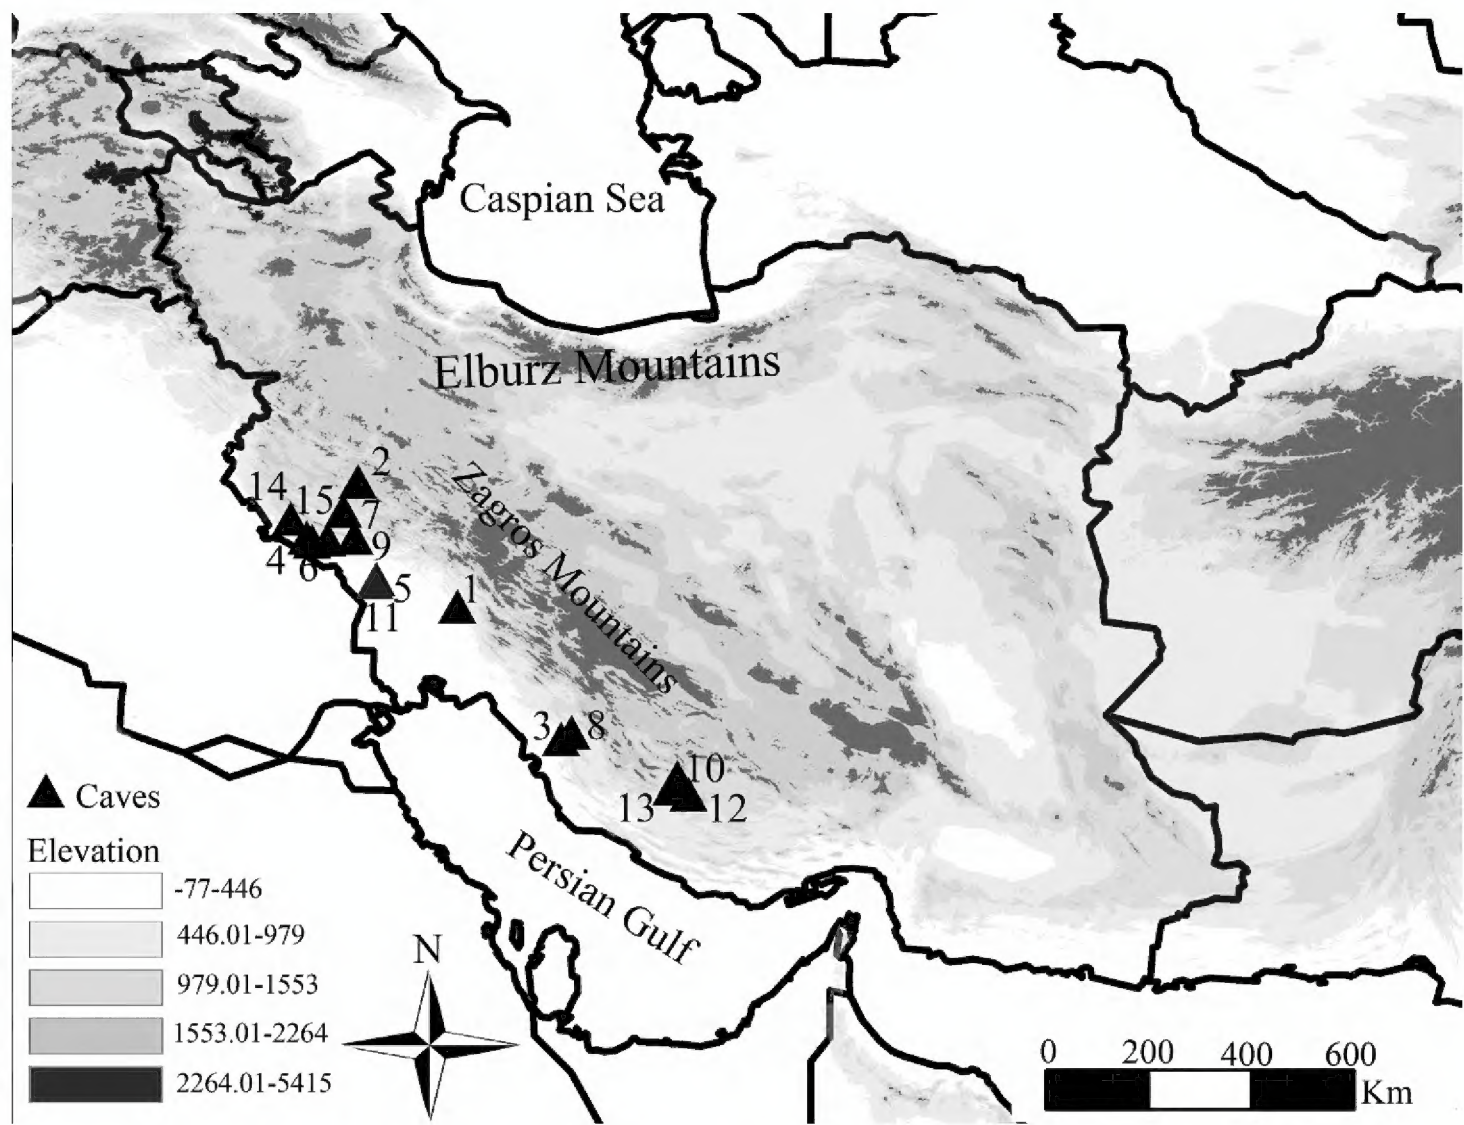 Caspian Sea
Elburz Mountains
Zagros Mountains
2
14
15
7
4
6
9
5
11
1
3
8
10
13
12
Caves
Elevation
-77-446
446.01-979
979.01-1553
1553.01-2264
2264.01-5415
Persian Gulf
N
0 200 400 600
Km